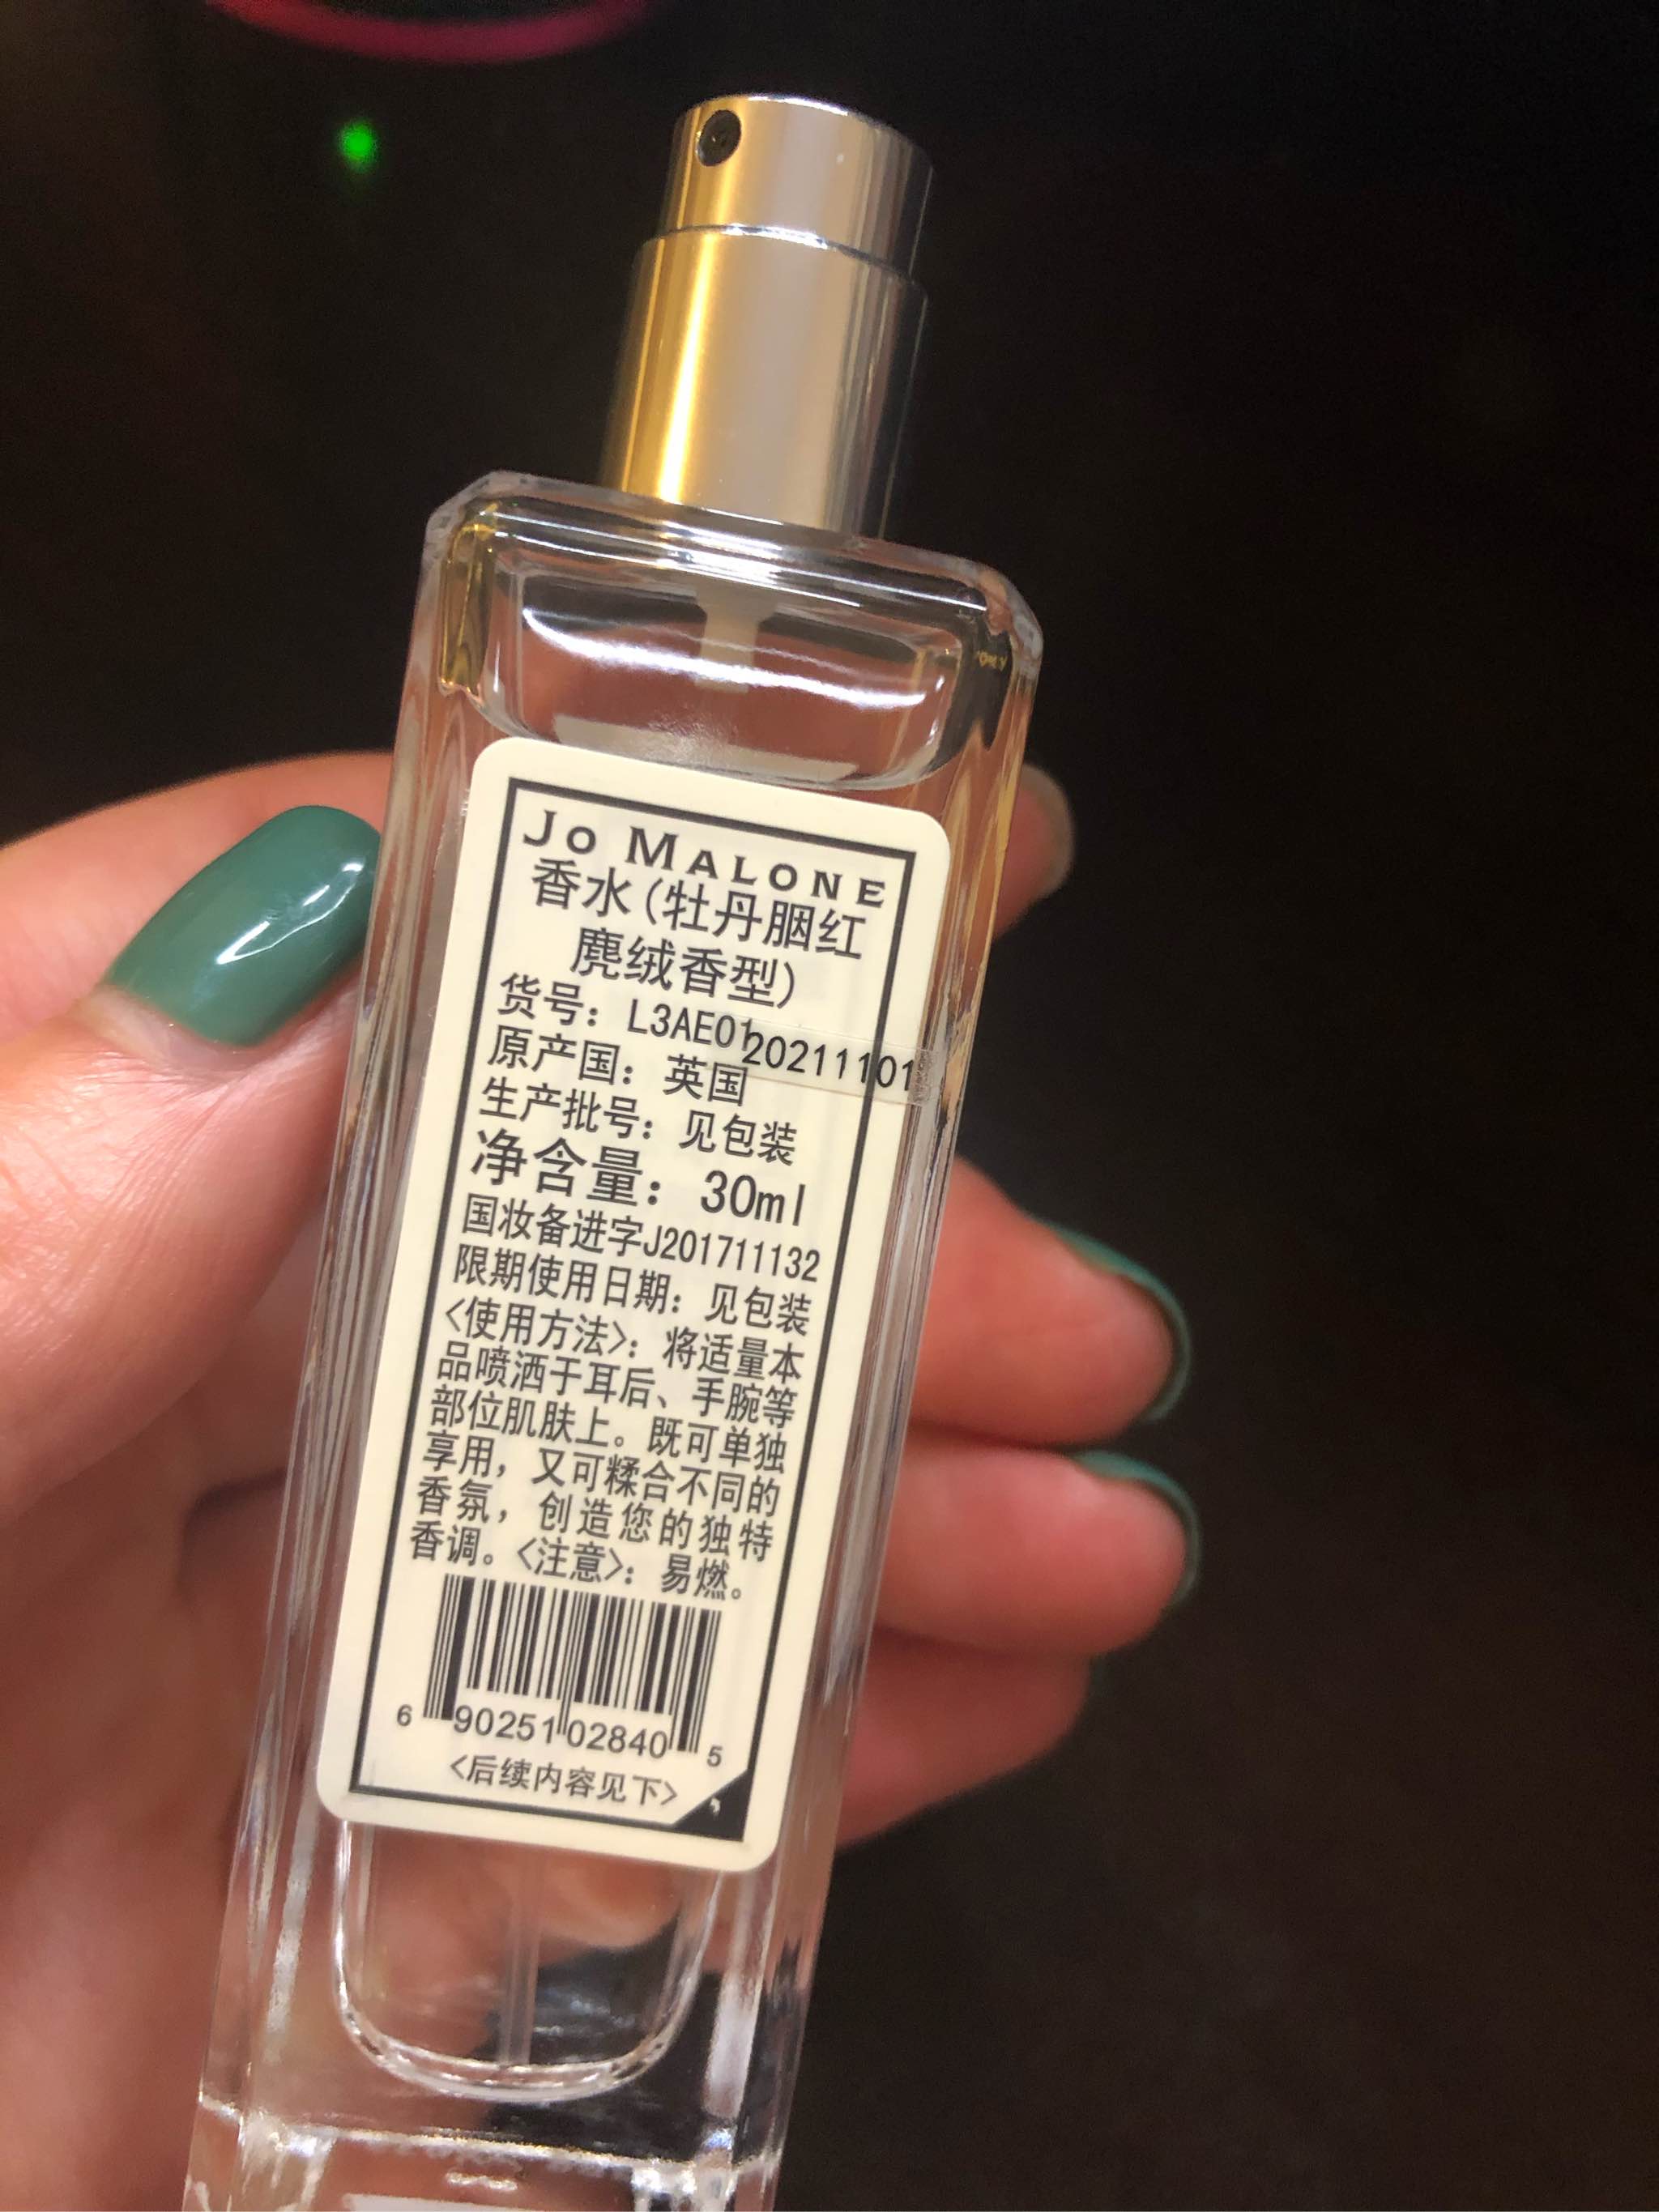 JO MALONE
香水(牡丹胭红
麂绒香型)
货号: L3AE01
20211101
原产国: 英国
生产批号: 见包装
净含量: 30ml
国妆备进字J201711132
限期使用日期: 见包装
<使用方法>: 将适量本
品喷洒于耳后、手腕等
部位肌肤上。既可单独
享用, 又可糅合不同的
香氛, 创造您的独特
香调。<注意>: 易燃。
6 90251 02840 5
<后续内容见下>